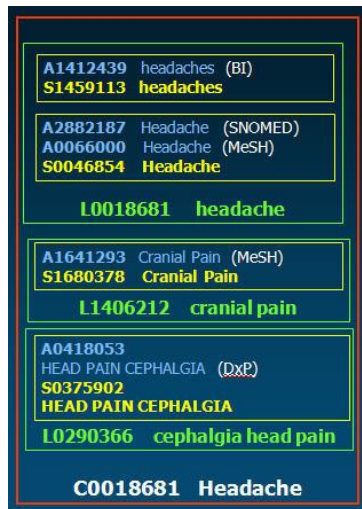 A1412439 headaches (BI)
S1459113 headaches
A2882187 Headache (SNOMED)
A0066000 Headache (MeSH)
S0046854 Headache
L0018681 headache
A1641293 Cranial Pain (MeSH)
S1680378 Cranial Pain
L1406212 cranial pain
A0418053
HEAD PAIN CEPHALGIA (DxP)
S0375902
HEAD PAIN CEPHALGIA
L0290366 cephalgia head pain
C0018681 Headache